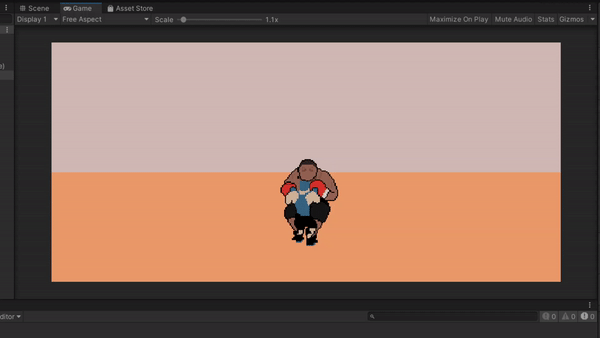 Scene Game Asset Store
Display 1 Free Aspect Scale 1.1x Maximize On Play Mute Audio Stats Gizmos
ditor 0 0 0